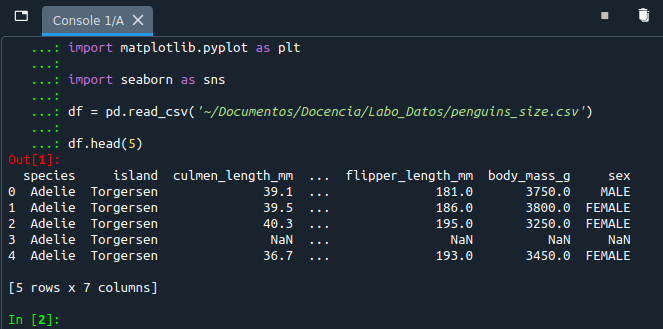 Console 1/A
...: import matplotlib.pyplot as plt
...:
...: import seaborn as sns
...:
...: df = pd.read_csv('~/Documentos/Docencia/Labo_Datos/penguins_size.csv')
...:
...: df.head(5)
Out[1]:
species island culmen_length_mm ... flipper_length_mm body_mass_g sex
0 Adelie Torgersen 39.1 ... 181.0 3750.0 MALE
1 Adelie Torgersen 39.5 ... 186.0 3800.0 FEMALE
2 Adelie Torgersen 40.3 ... 195.0 3250.0 FEMALE
3 Adelie Torgersen NaN ... NaN NaN NaN
4 Adelie Torgersen 36.7 ... 193.0 3450.0 FEMALE
[5 rows x 7 columns]
In [2]: